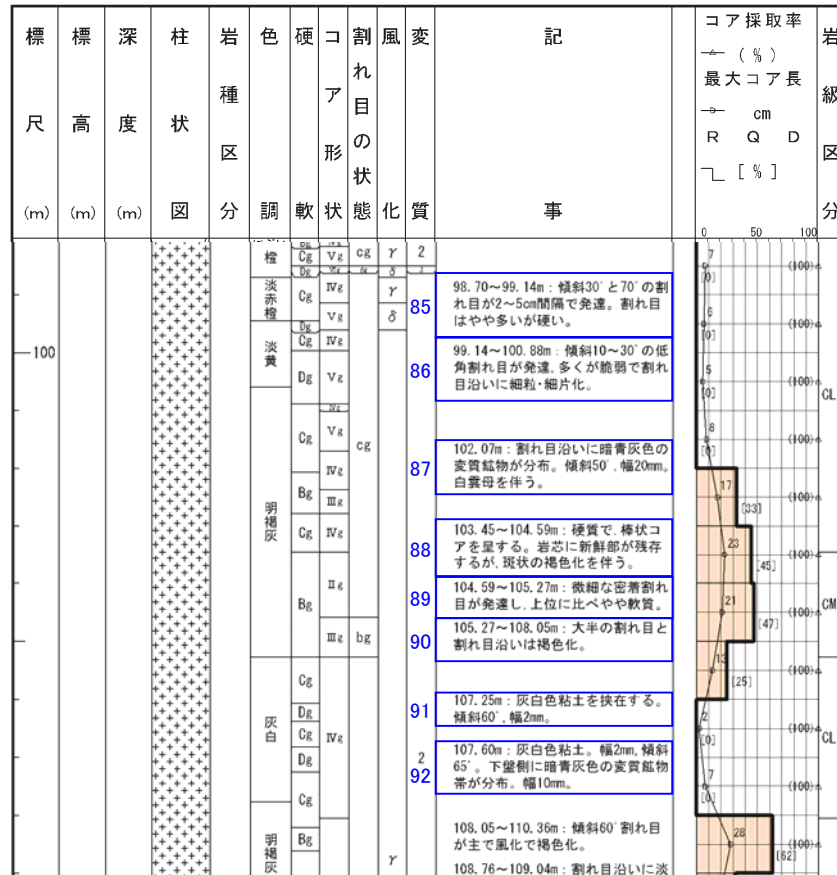 標尺(m)
標高(m)
深度(m)
柱状図
岩種区分
色調
硬軟
コア形状
割れ目の状態
風化
変質
記事
コア採取率
(%)
最大コア長
cm
R Q D
[%]
岩級区分
0 50 100
橙
Cg
Vg
cg
γ
2
7
(100)
[0]
Dg
δ
淡赤橙
Cg
IVg
γ
85
98.70~99.14m:傾斜30°と70°の割
れ目が2~5cm間隔で発達。割れ目
はやや多いが硬い。
Vg
δ
6
(100)
[0]
Dg
淡黄
100
Cg
IVg
86
99.14~100.88m:傾斜10~30°の低
角割れ目が発達、多くが脆弱で割れ
目沿いに細粒・細片化。
Dg
Vg
5
(100)
[0]
CL
IVg
Cg
Vg
cg
8
(100)
[0]
87
102.07m:割れ目沿いに暗青灰色の
変質鉱物が分布。傾斜50°、幅20mm。
白雲母を伴う。
IVg
明褐灰
Bg
IIIg
17
(100)
[33]
Cg
IVg
88
103.45~104.59m:硬質で、棒状コ
アを呈する。岩芯に新鮮部が残存
するが、斑状の褐色化を伴う。
23
(100)
[45]
Bg
IIg
89
104.59~105.27m:微細な密着割れ
目が発達し、上位に比べやや軟質。
21
(100)
[47]
CM
IIIg
bg
90
105.27~108.05m:大半の割れ目と
割れ目沿いは褐色化。
13
(100)
[25]
灰白
Cg
IVg
91
107.25m:灰白色粘土を挟在する。
傾斜60°、幅2mm。
Dg
Cg
2
(100)
[0]
CL
Dg
2
92
107.60m:灰白色粘土。幅2mm、傾斜
65°。下盤側に暗青灰色の変質鉱物
帯が分布。幅10mm。
7
(100)
[0]
Cg
明褐灰
Bg
γ
108.05~110.36m:傾斜60°割れ目
が主で風化で褐色化。
28
(100)
[62]
108.76~109.04m:割れ目沿いに淡